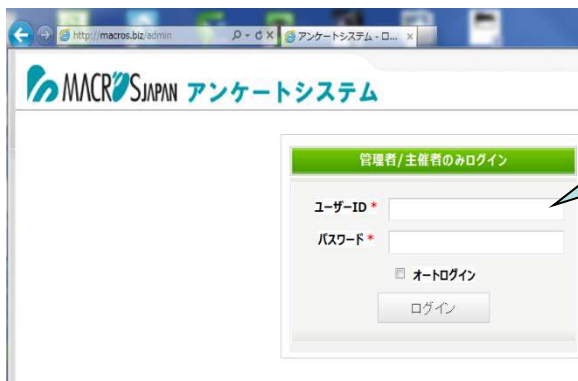 http://macros.biz/admin
アンケートシステム - ロ...
MACROS JAPAN アンケートシステム
管理者/主催者のみログイン
ユーザーID *
パスワード *
オートログイン
ログイン